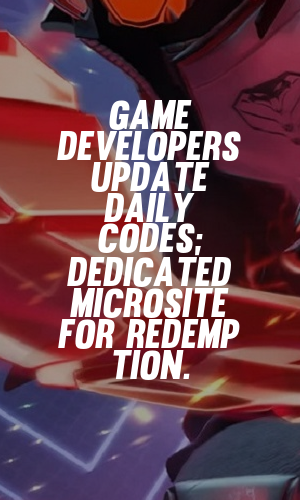 GAME
DEVELOPERS
UPDATE
DAILY
CODES;
DEDICATED
MICROSITE
FOR REDEMP
TION.